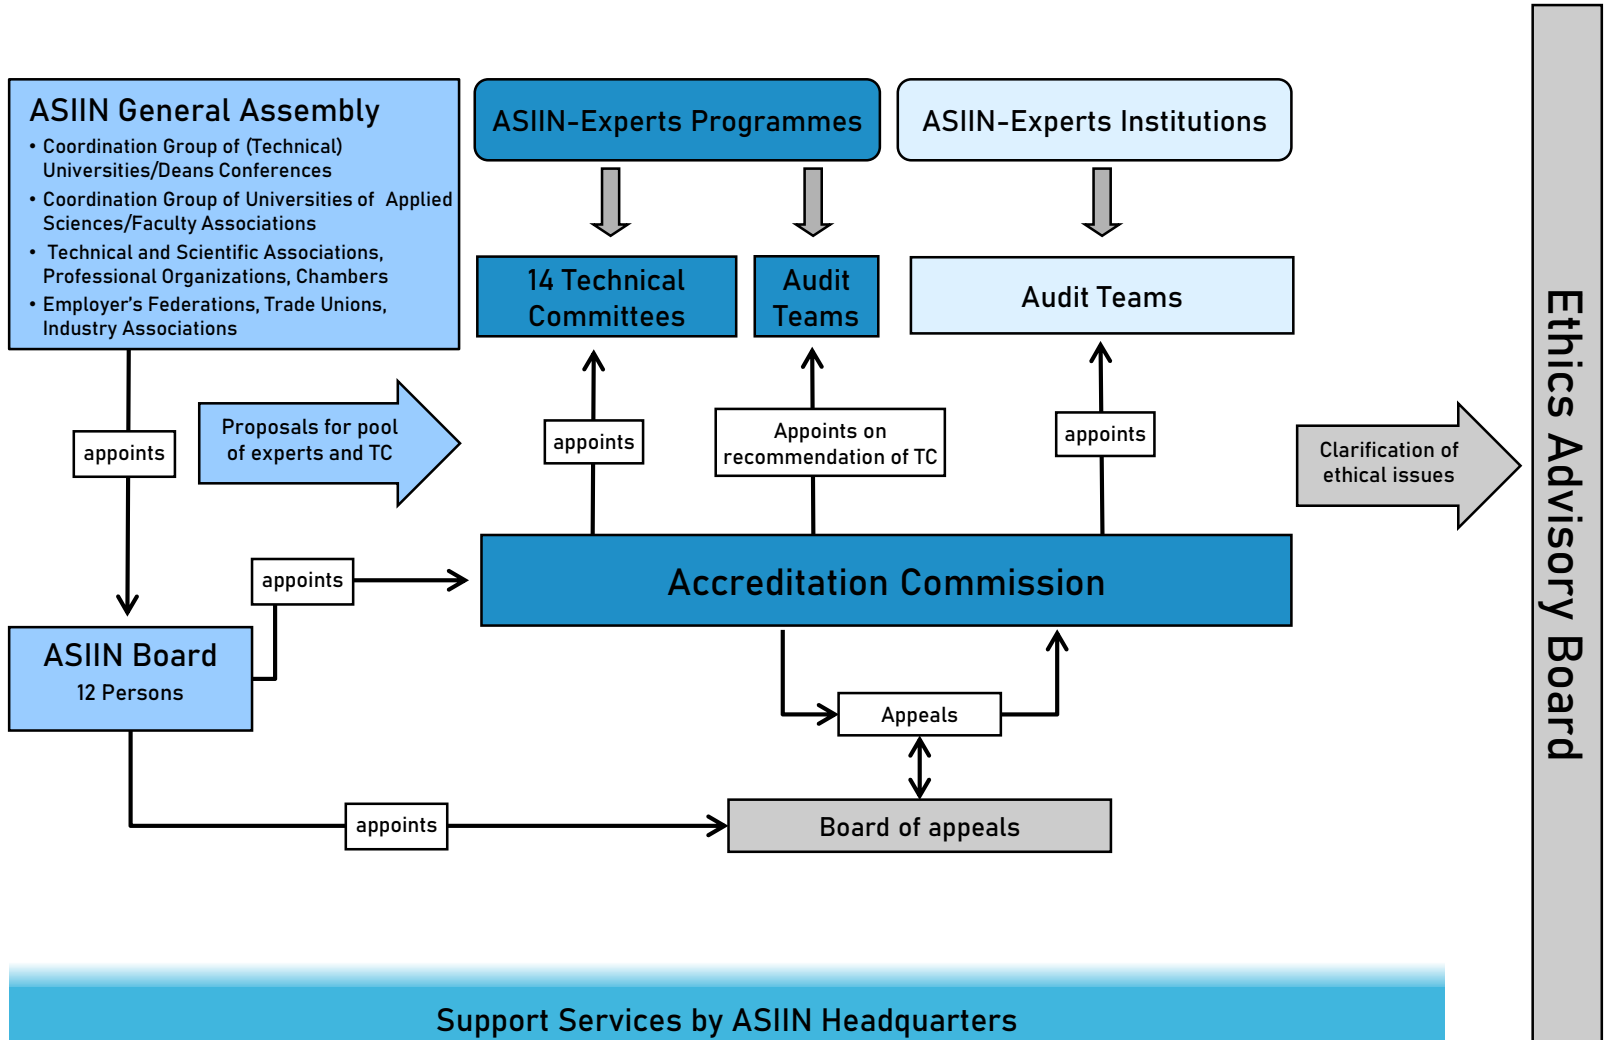 ASIIN General Assembly
• Coordination Group of (Technical)
Universities/Deans Conferences
• Coordination Group of Universities of Applied
Sciences/Faculty Associations
• Technical and Scientific Associations,
Professional Organizations, Chambers
• Employer's Federations, Trade Unions,
Industry Associations
ASIIN-Experts Programmes
ASIIN-Experts Institutions
14 Technical
Committees
Audit
Teams
Audit Teams
appoints
Proposals for pool
of experts and TC
appoints
Appoints on
recommendation of TC
appoints
Clarification of
ethical issues
Ethics Advisory Board
appoints
Accreditation Commission
ASIIN Board
12 Persons
Appeals
appoints
Board of appeals
Support Services by ASIIN Headquarters